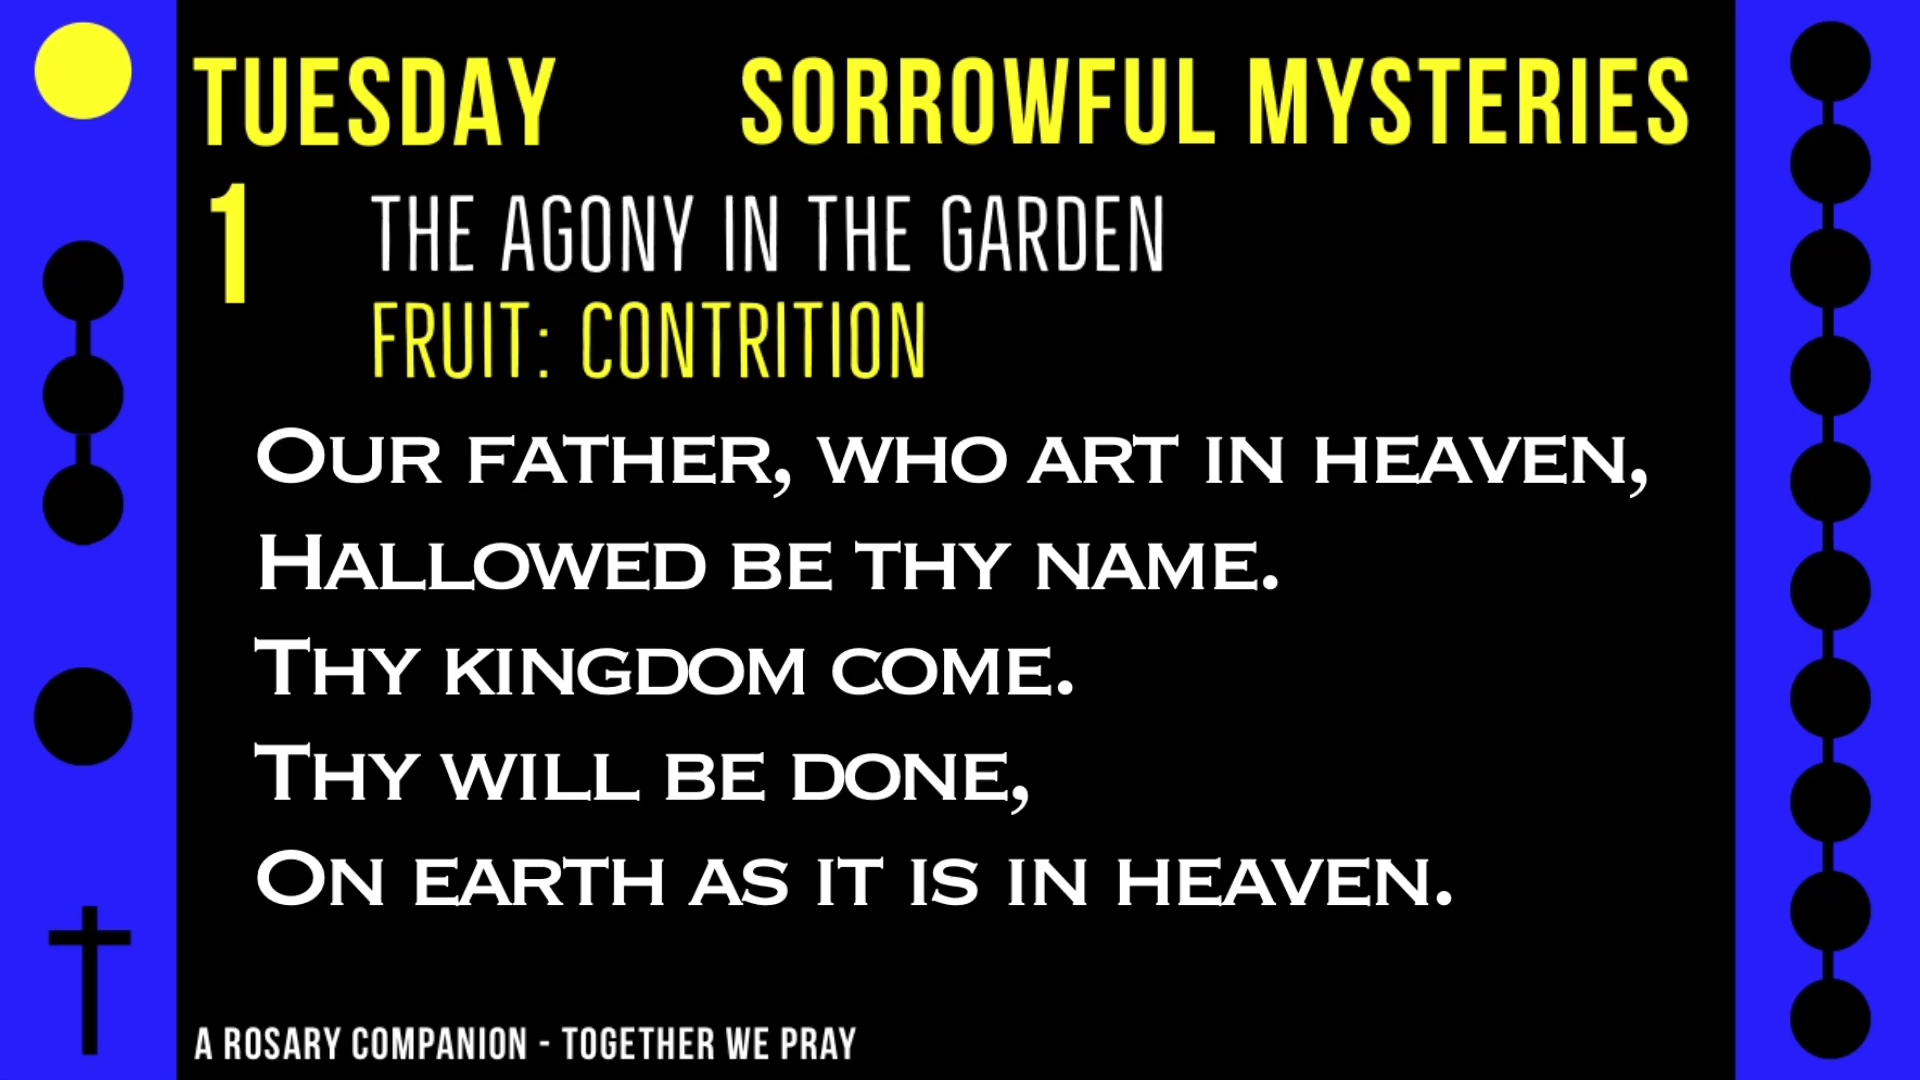 TUESDAY SORROWFUL MYSTERIES
1 THE AGONY IN THE GARDEN
FRUIT: CONTRITION
OUR FATHER, WHO ART IN HEAVEN,
HALLOWED BE THY NAME.
THY KINGDOM COME.
THY WILL BE DONE,
ON EARTH AS IT IS IN HEAVEN.
A ROSARY COMPANION - TOGETHER WE PRAY